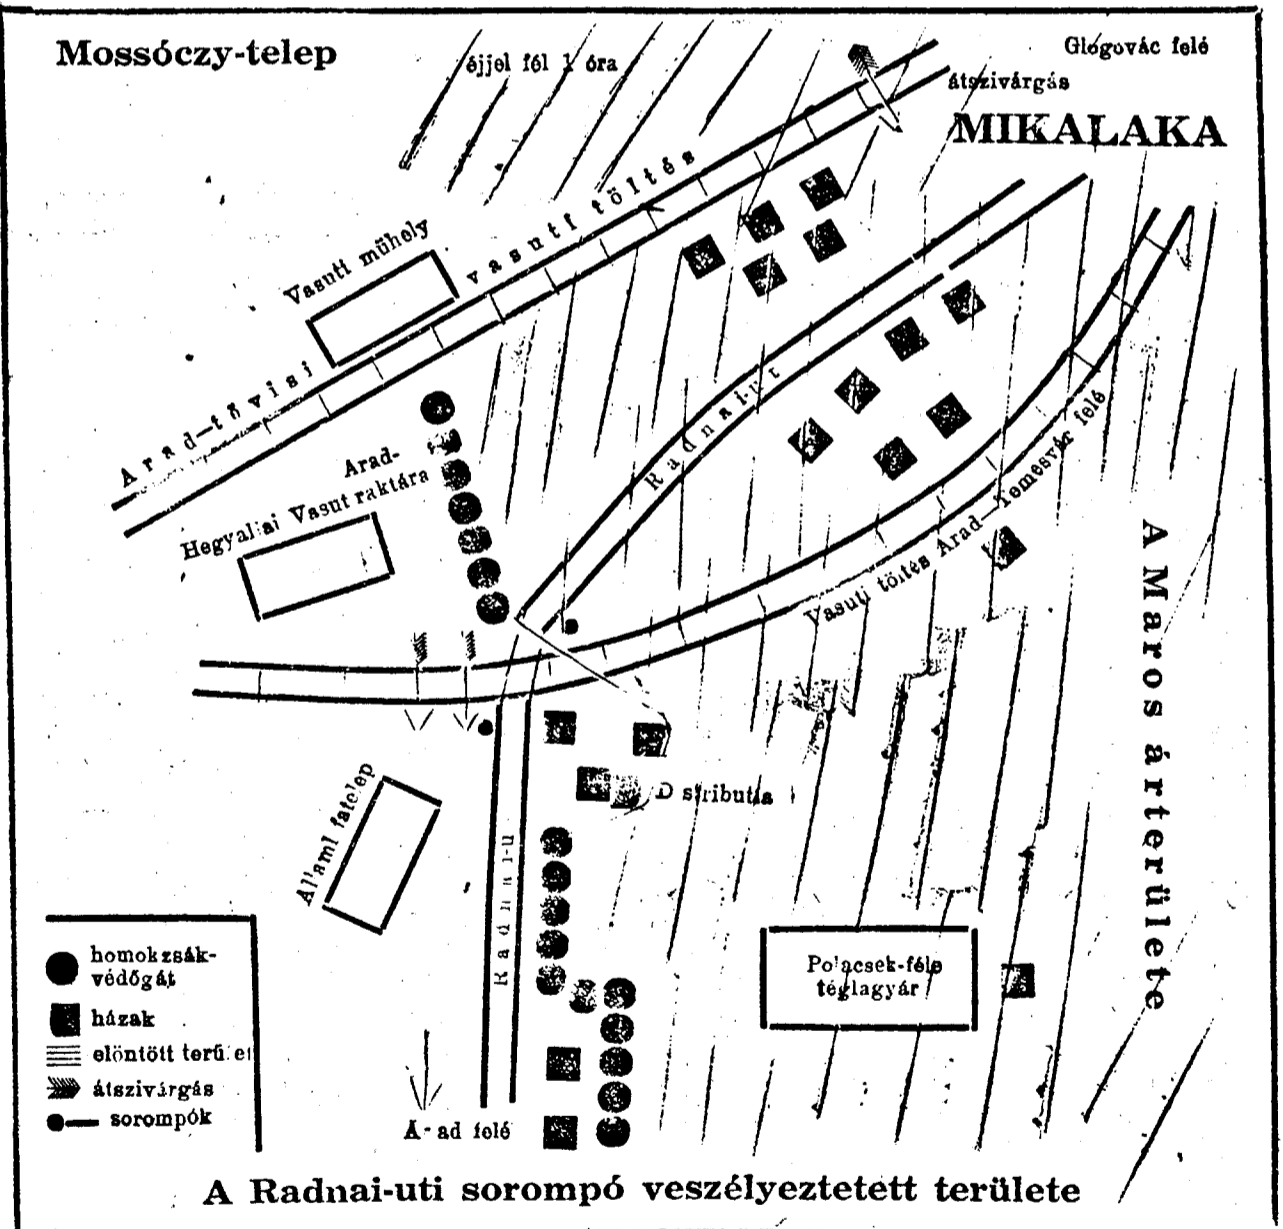 Mossóczy-telep
éjjel fél 1 óra
Glogovác felé
átszivárgás
MIKALAKA
Vasuti műhely
Arad—tövisi vasuti töltés
Radnai-ut
Arad-
Hegyaljai Vasut raktára
Vasuti töltés Arad—Temesvár felé
A Maros árterülete
Állami fatelep
Radnai-u
Polacsek-féle
téglagyár
homokzsák-
védőgát
házak
elöntött terület
átszivárgás
sorompók
Arad felé
A Radnai-uti sorompó veszélyeztetett területe